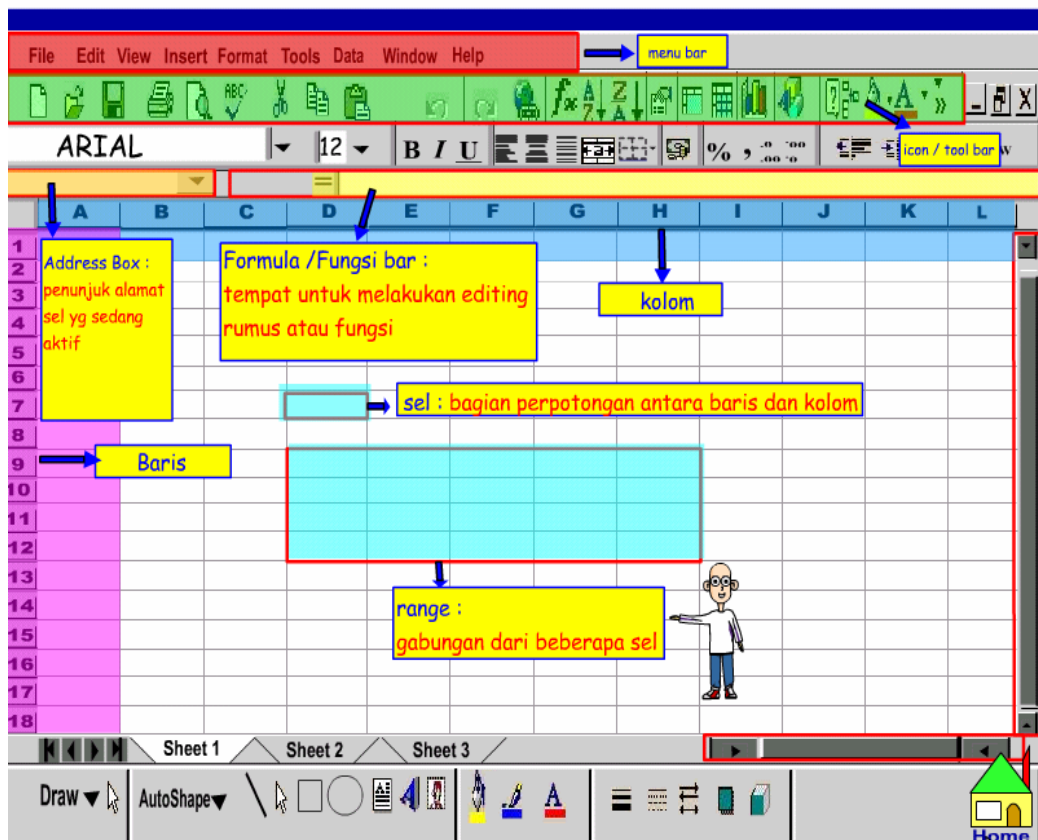 File Edit View Insert Format Tools Data Window Help
menu bar
ABC
ARIAL 12 B I U % ,
icon / tool bar
=
A B C D E F G H I J K L
1
2
3
4
5
6
7
8
9
10
11
12
13
14
15
16
17
18
Address Box :
penunjuk alamat
sel yg sedang
aktif
Formula /Fungsi bar :
tempat untuk melakukan editing
rumus atau fungsi
kolom
sel : bagian perpotongan antara baris dan kolom
Baris
range :
gabungan dari beberapa sel
Sheet 1 Sheet 2 Sheet 3
Draw AutoShape A
Home